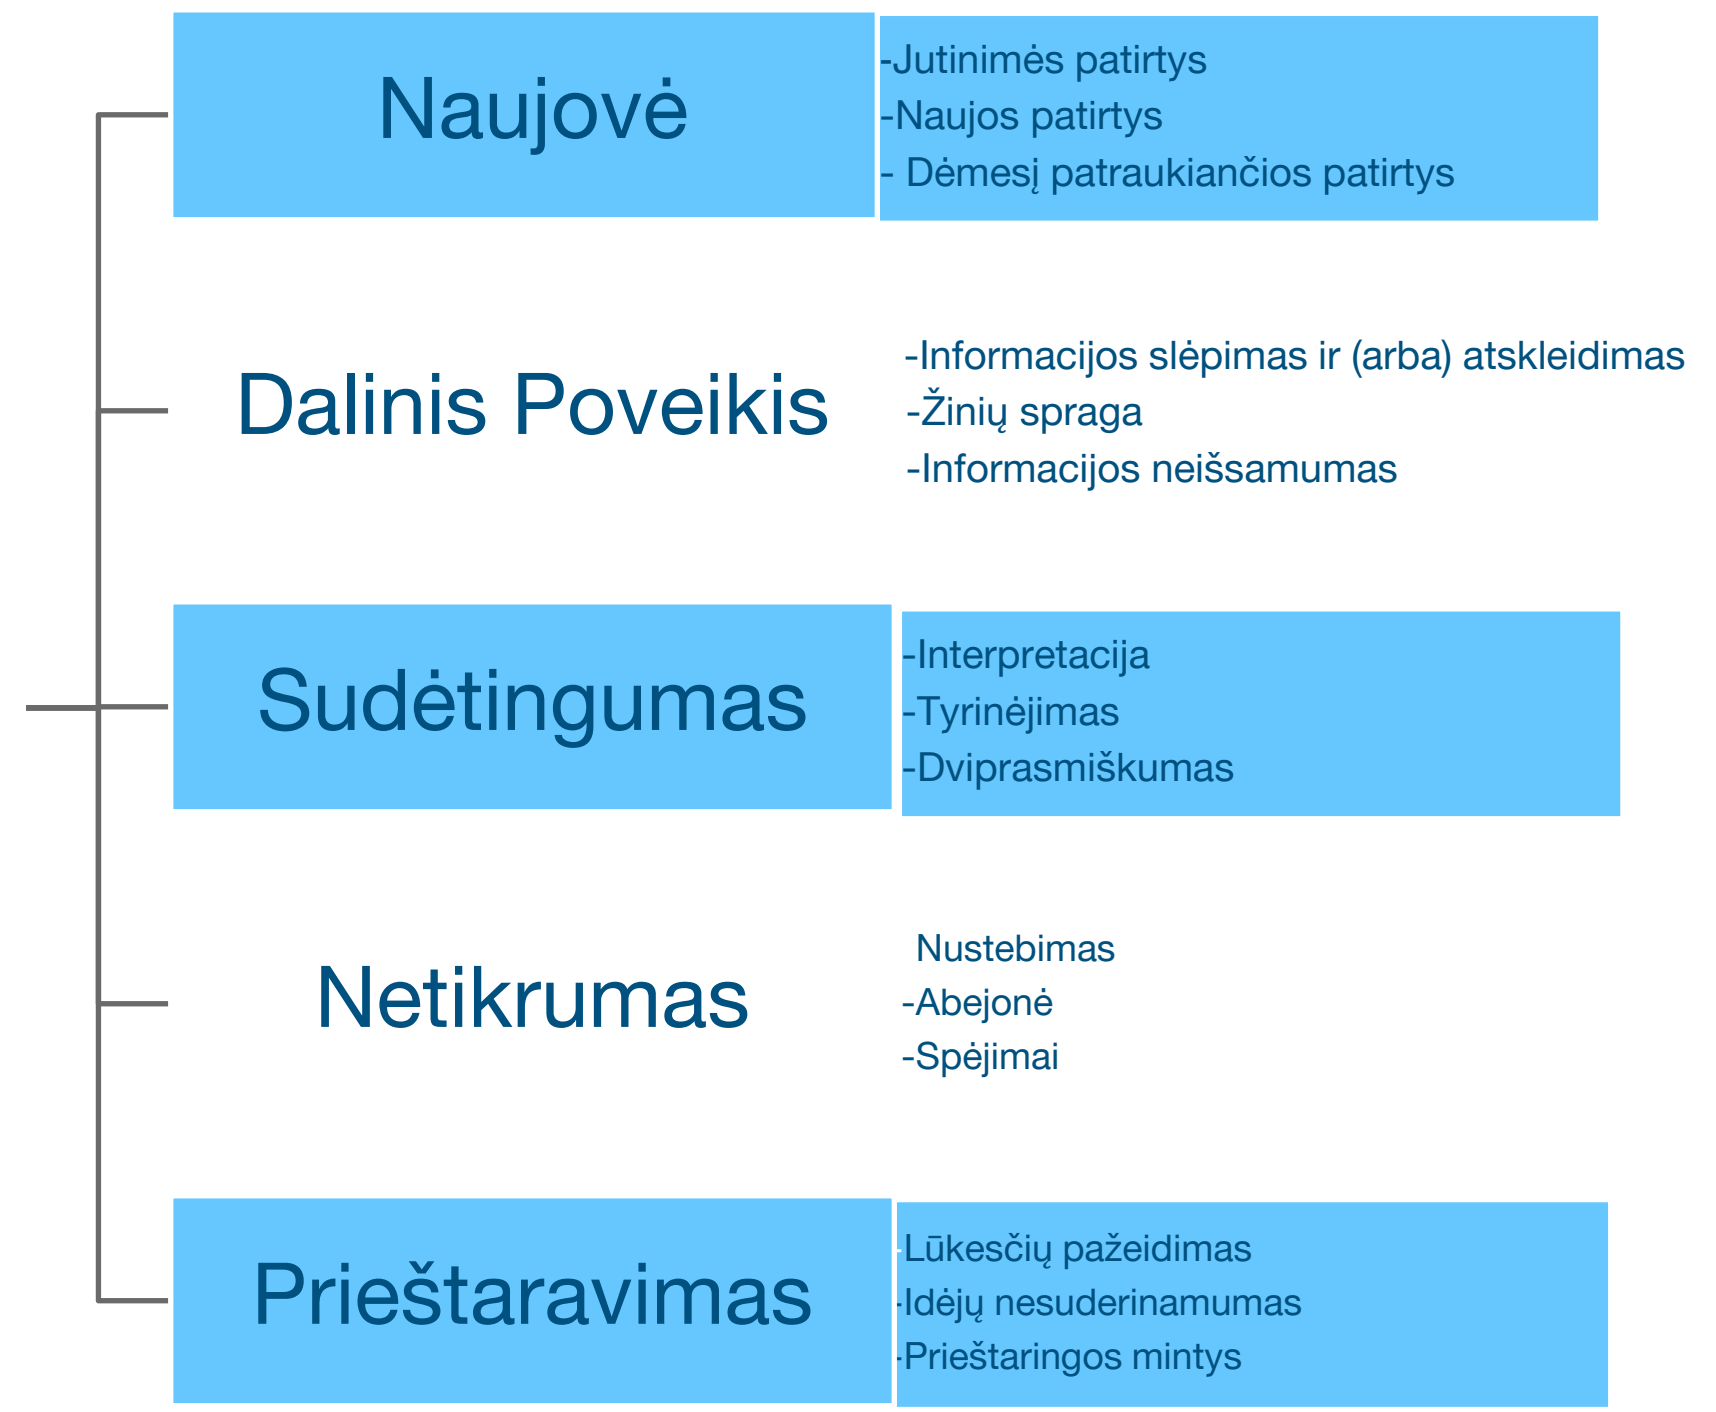 Naujovė
-Jutinimės patirtys
-Naujos patirtys
- Dėmesį patraukiančios patirtys
Dalinis Poveikis
-Informacijos slėpimas ir (arba) atskleidimas
-Žinių spraga
-Informacijos neišsamumas
Sudėtingumas
-Interpretacija
-Tyrinėjimas
-Dviprasmiškumas
Netikrumas
Nustebimas
-Abejonė
-Spėjimai
Prieštaravimas
-Lūkesčių pažeidimas
-Idėjų nesuderinamumas
-Prieštaringos mintys